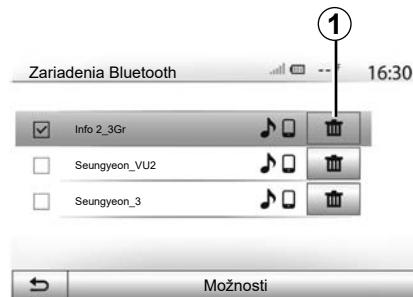 1
Zariadenia Bluetooth -- ° 16:30
Info 2_3Gr
Seungyeon_VU2
Seungyeon_3
Možnosti